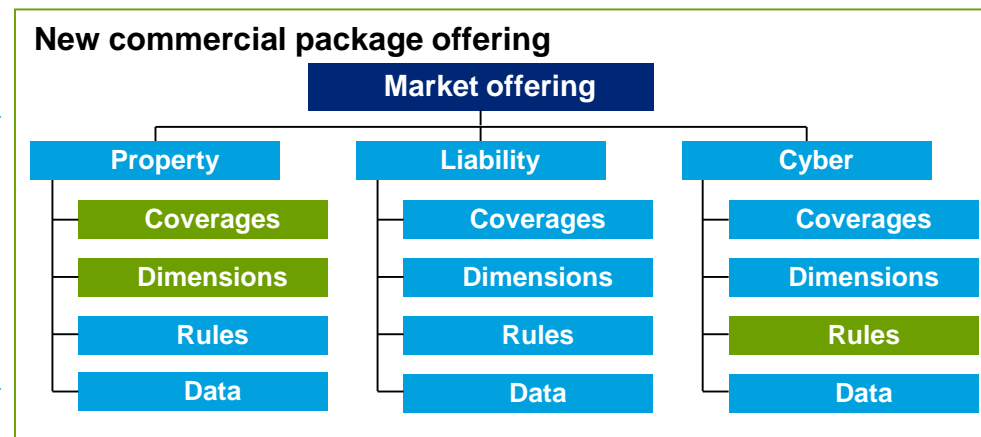 New commercial package offering
Market offering
Property
Liability
Cyber
Coverages
Coverages
Coverages
Dimensions
Dimensions
Dimensions
Rules
Rules
Rules
Data
Data
Data